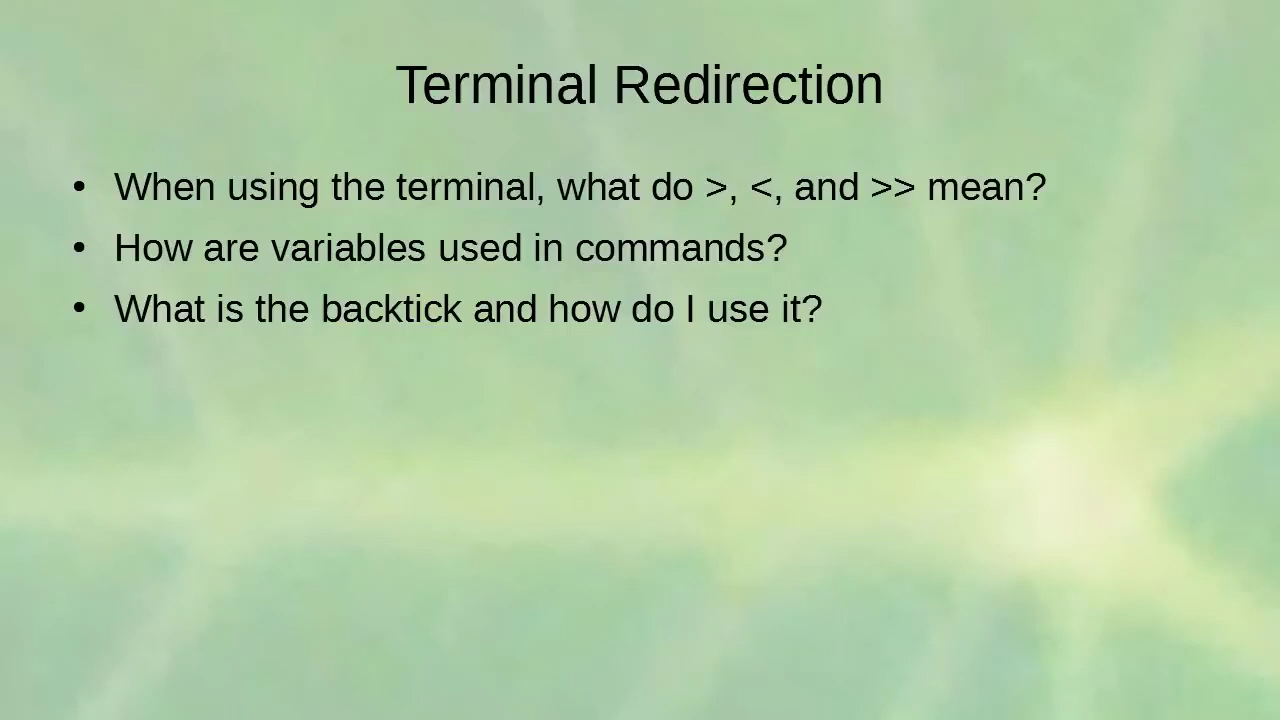 Terminal Redirection
• When using the terminal, what do >, <, and >> mean?
• How are variables used in commands?
• What is the backtick and how do I use it?